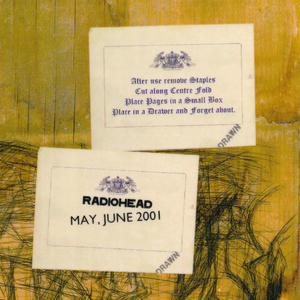 After use remove Staples
Cut along Centre Fold
Place Pages in a Small Box
Place in a Drawer and Forget about.
DRAWN
RADIOHEAD
MAY, JUNE 2001
DRAWN